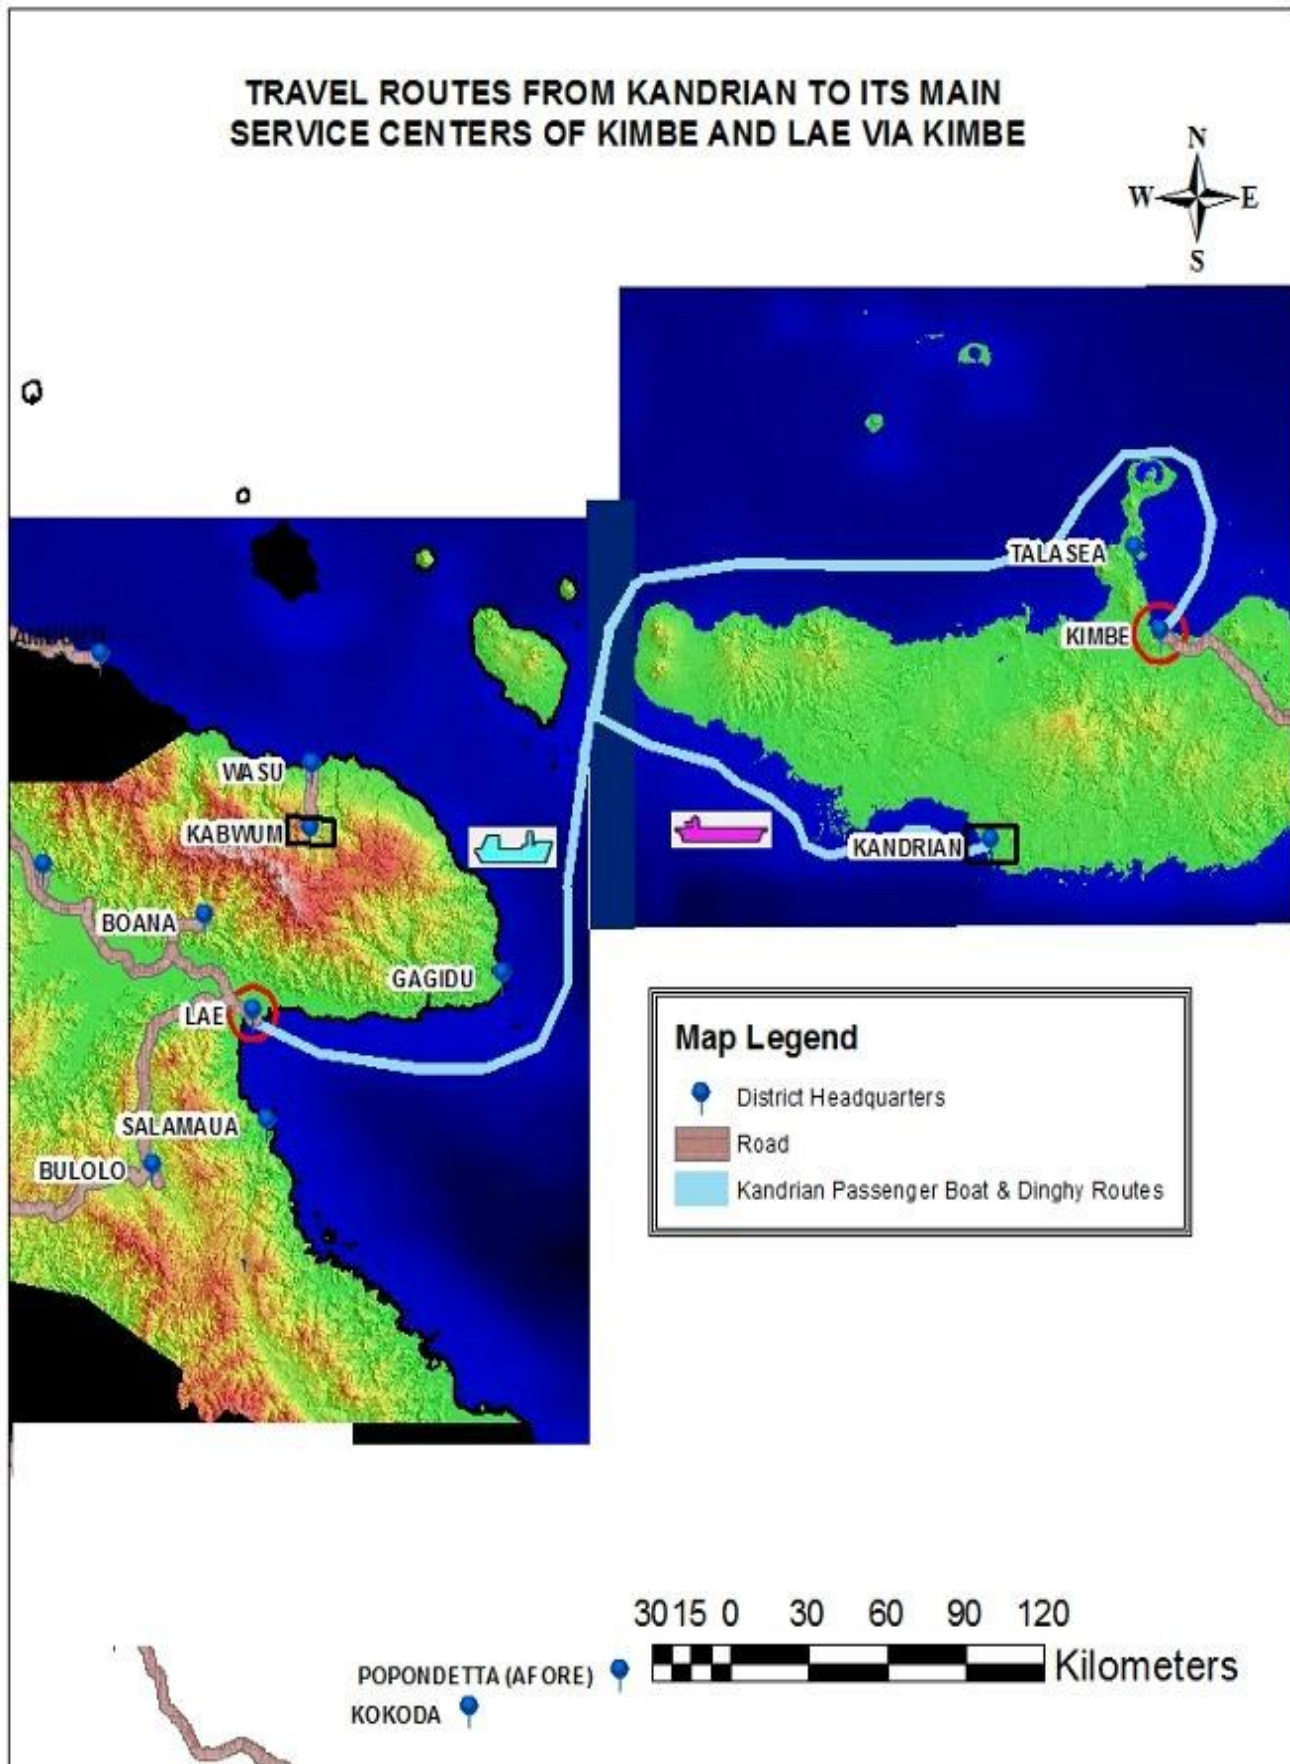 TRAVEL ROUTES FROM KANDRIAN TO ITS MAIN
SERVICE CENTERS OF KIMBE AND LAE VIA KIMBE
N
W E
S
TALASEA
KIMBE
WASU
KABWUM
KANDRIAN
BOANA
GAGIDU
LAE
SALAMAUA
BULOLO
Map Legend
District Headquarters
Road
Kandrian Passenger Boat & Dinghy Routes
30 15 0 30 60 90 120
Kilometers
POPONDETTA (AFORE)
KOKODA